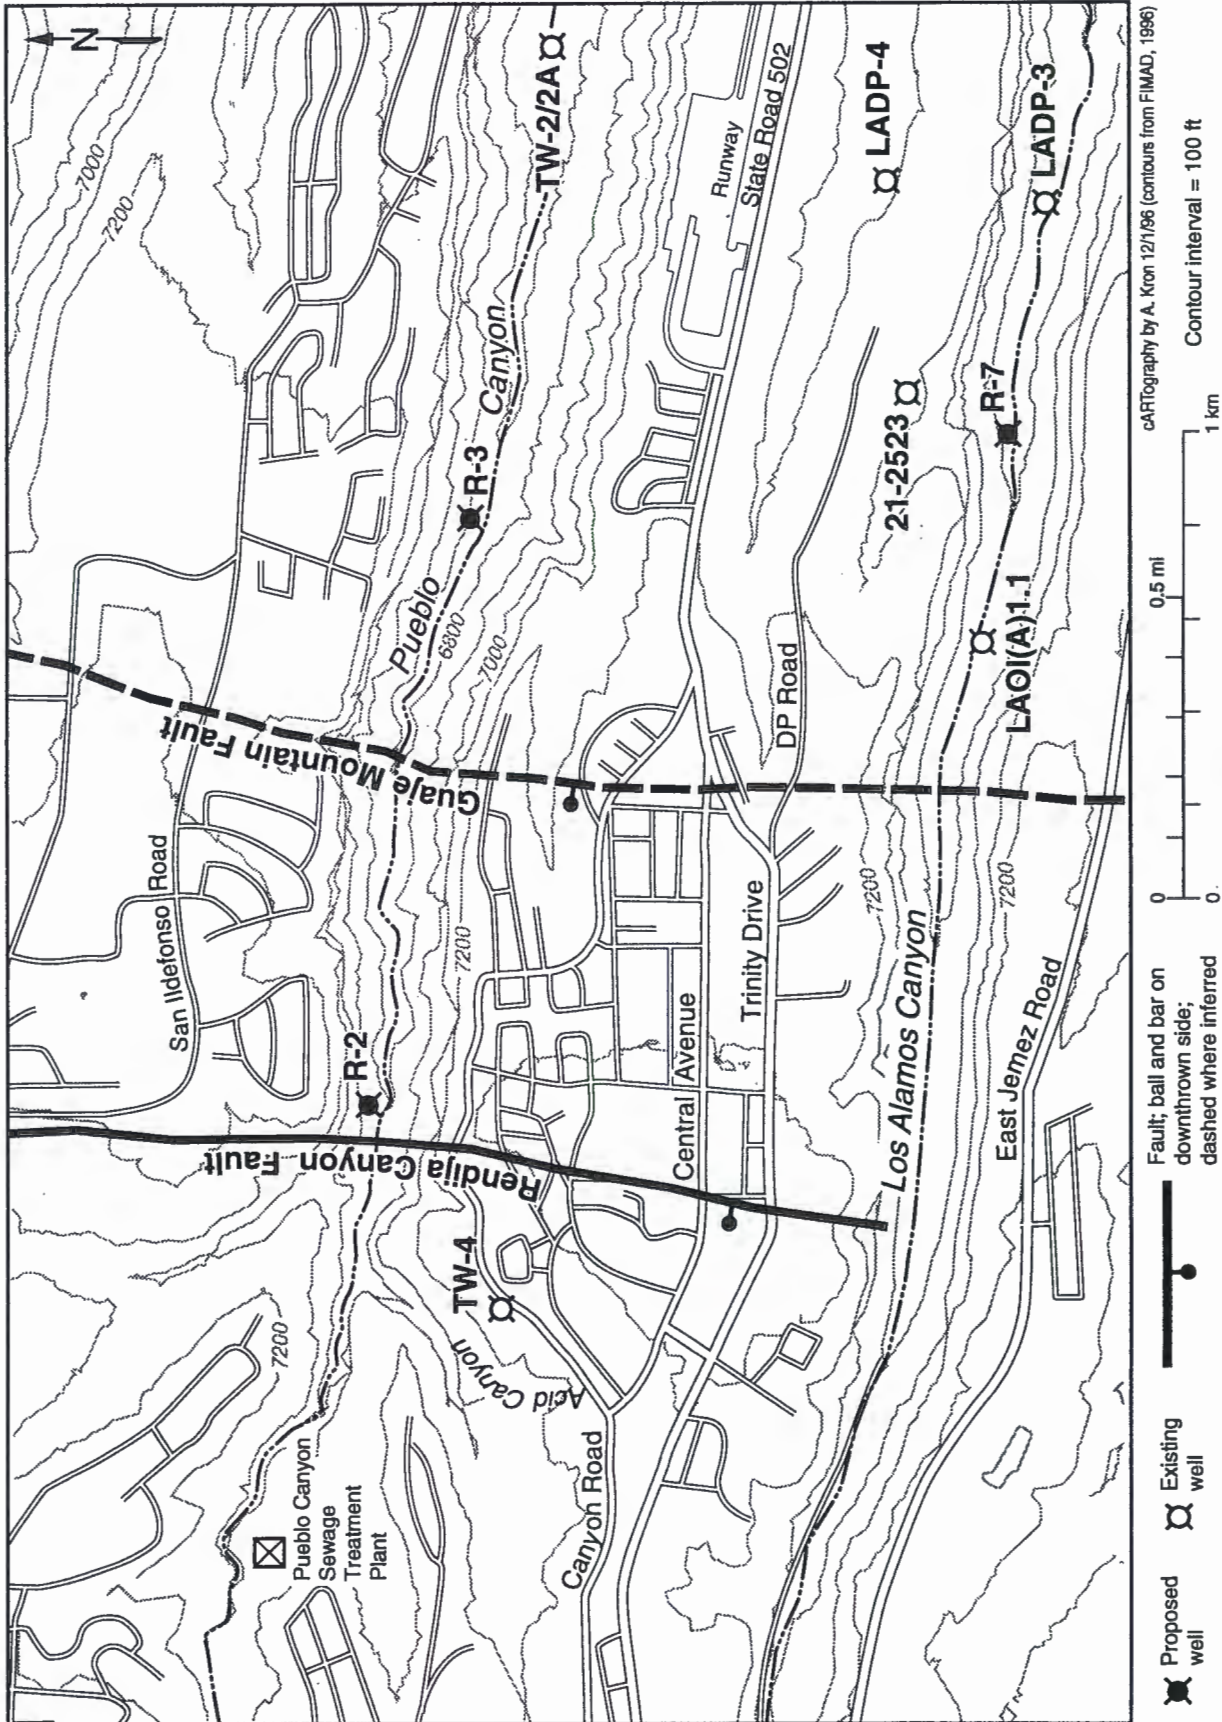 N
7000
7200
TW-2/2A
Runway
State Road 502
LADP-4
LADP-3
Canyon
R-3
Pueblo
6800
7000
21-2523
R-7
LAOI(A)1.1
DP Road
Guaje Mountain Fault
San Ildefonso Road
7200
7200
7200
R-2
Central Avenue
Trinity Drive
Los Alamos Canyon
East Jemez Road
Rendija Canyon Fault
TW-4
Acid Canyon
7200
Pueblo Canyon
Sewage
Treatment
Plant
Canyon Road
cARTography by A. Kron 12/1/96 (contours from FIMAD, 1996)
Contour interval = 100 ft
0
0.5 mi
0.
1 km
Fault; ball and bar on
downthrown side;
dashed where inferred
Existing
well
Proposed
well